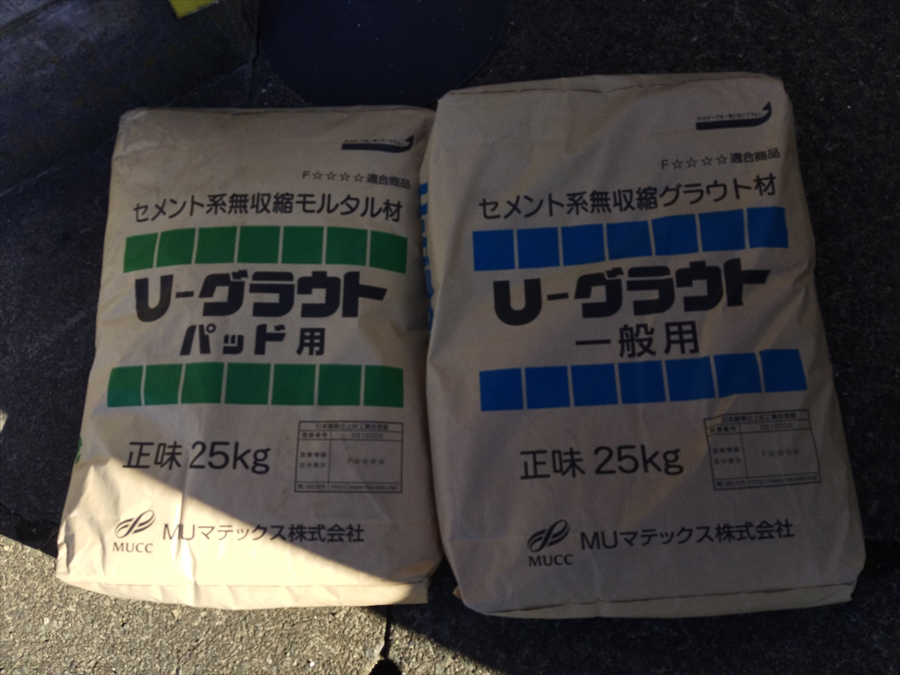 F☆☆☆☆適合商品
セメント系無収縮モルタル材
U-グラウト
パッド用
正味 25kg
F☆☆☆☆
MUCC
MUマテックス株式会社
F☆☆☆☆適合商品
セメント系無収縮グラウト材
U-グラウト
一般用
正味 25kg
F☆☆☆☆
MUCC
MUマテックス株式会社